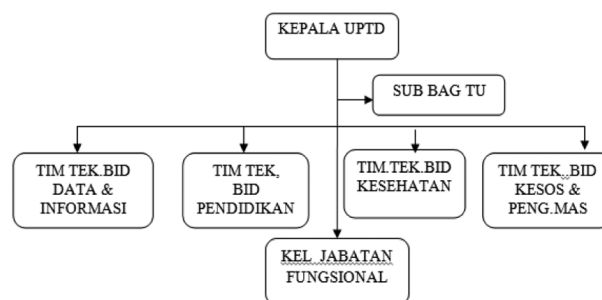 KEPALA UPTD
SUB BAG TU
TIM TEK.BID
DATA &
INFORMASI
TIM TEK,
BID
PENDIDIKAN
TIM.TEK.BID
KESEHATAN
TIM TEK..BID
KESOS &
PENG.MAS
KEL JABATAN
FUNGSIONAL